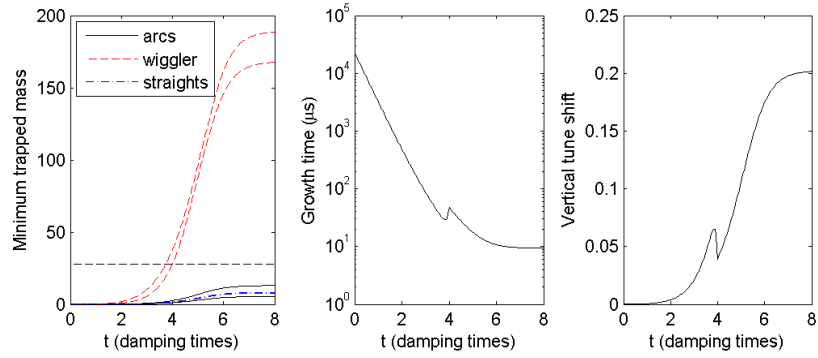 Minimum trapped mass
200
150
100
50
0
arcs
wiggler
straights
0 2 4 6 8
t (damping times)
Growth time (μs)
10^5
10^4
10^3
10^2
10^1
10^0
0 2 4 6 8
t (damping times)
Vertical tune shift
0.25
0.2
0.15
0.1
0.05
0
0 2 4 6 8
t (damping times)